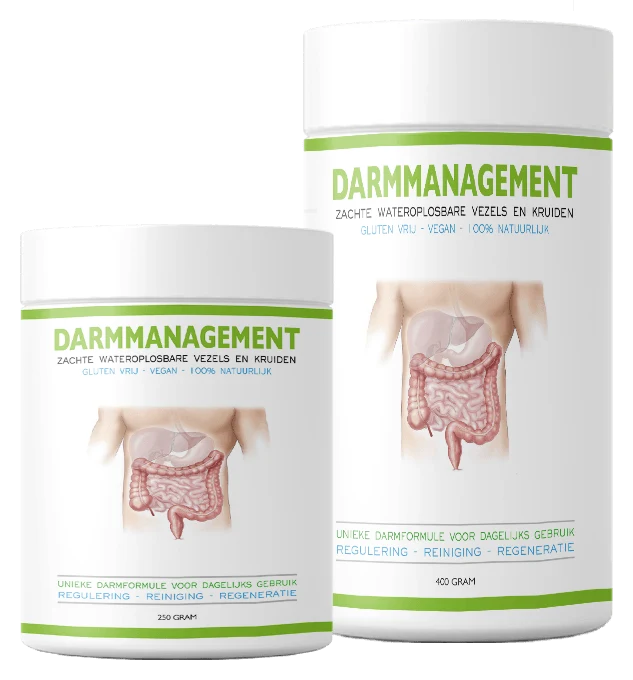 DARMMANAGEMENT
ZACHTE WATEROPLOSBARE VEZELS EN KRUIDEN
GLUTEN VRIJ - VEGAN - 100% NATUURLIJK
UNIEKE DARMFORMULE VOOR DAGELIJKS GEBRUIK
REGULERING - REINIGING - REGENERATIE
250 GRAM
DARMMANAGEMENT
ZACHTE WATEROPLOSBARE VEZELS EN KRUIDEN
GLUTEN VRIJ - VEGAN - 100% NATUURLIJK
UNIEKE DARMFORMULE VOOR DAGELIJKS GEBRUIK
REGULERING - REINIGING - REGENERATIE
400 GRAM